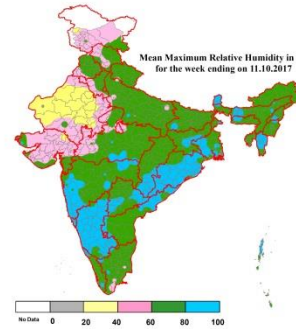 Mean Maximum Relative Humidity in
for the week ending on 11.10.2017
No Data 0 20 40 60 80 100